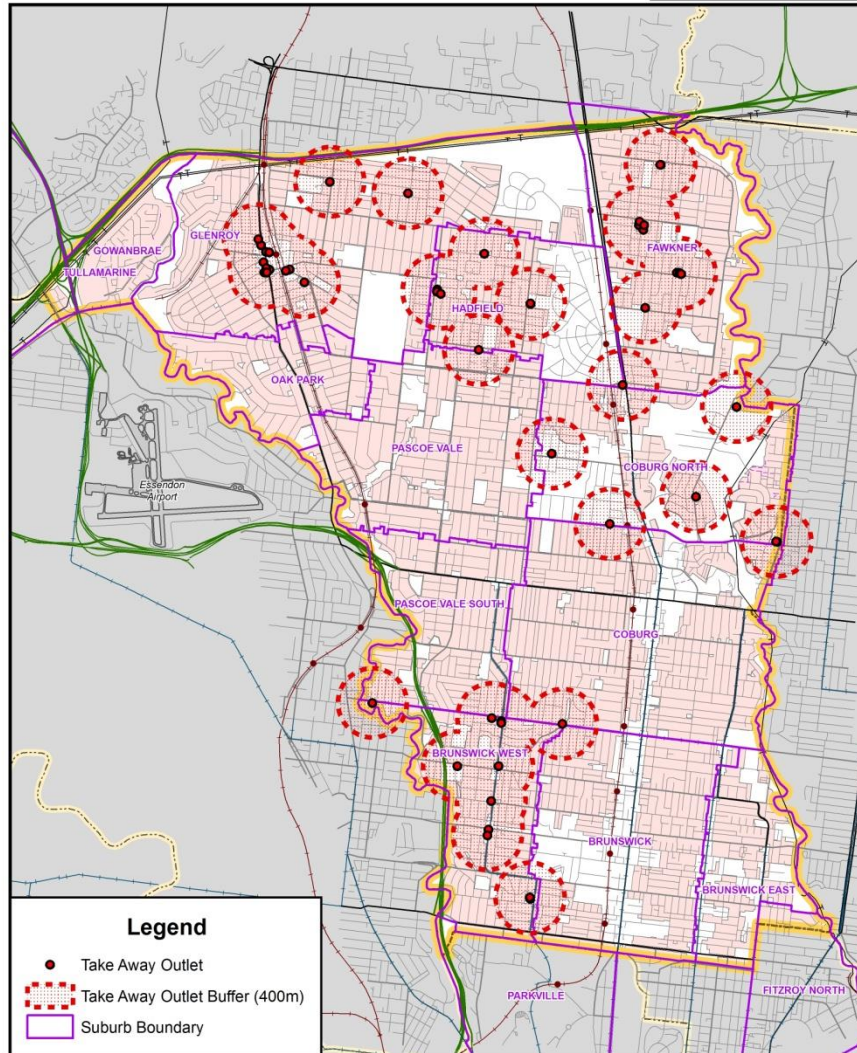 GLENROY
GOWANBRAE
TULLAMARINE
FAWKNER
HADFIELD
OAK PARK
PASCOE VALE
COBURG NORTH
Essendon
Airport
PASCOE VALE SOUTH
COBURG
BRUNSWICK WEST
BRUNSWICK
BRUNSWICK EAST
Legend
Take Away Outlet
Take Away Outlet Buffer (400m)
Suburb Boundary
PARKVILLE
FITZROY NORTH